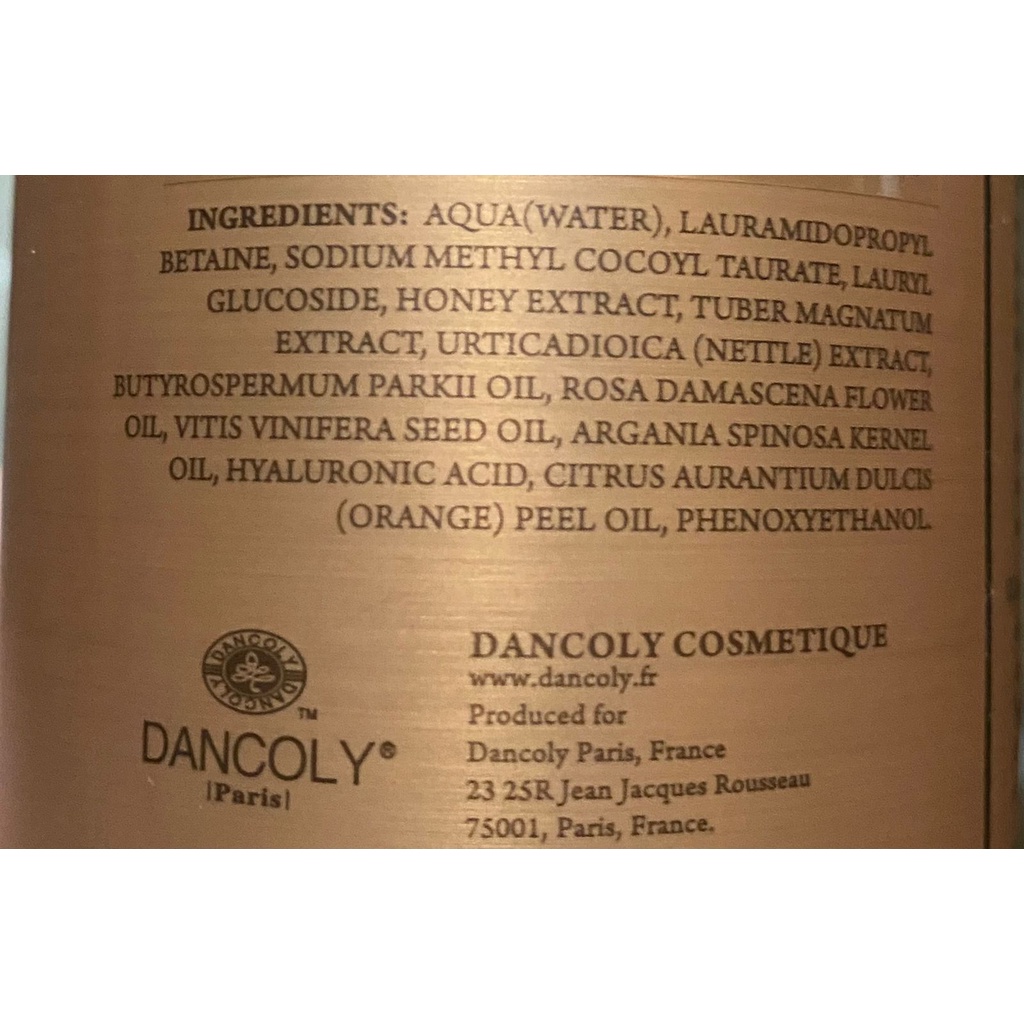 INGREDIENTS: AQUA(WATER), LAURAMIDOPROPYL
BETAINE, SODIUM METHYL COCOYL TAURATE, LAURYL
GLUCOSIDE, HONEY EXTRACT, TUBER MAGNATUM
EXTRACT, URTICADIOICA (NETTLE) EXTRACT,
BUTYROSPERMUM PARKII OIL, ROSA DAMASCENA FLOWER
OIL, VITIS VINIFERA SEED OIL, ARGANIA SPINOSA KERNEL
OIL, HYALURONIC ACID, CITRUS AURANTIUM DULCIS
(ORANGE) PEEL OIL, PHENOXYETHANOL.
DANCOLY DANCOLY
TM
DANCOLY®
|Paris|
DANCOLY COSMETIQUE
www.dancoly.fr
Produced for
Dancoly Paris, France
23 25R Jean Jacques Rousseau
75001, Paris, France.